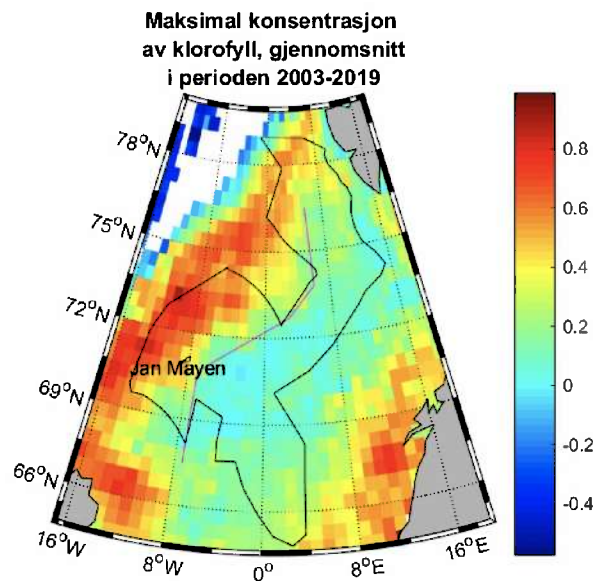 Maksimal konsentrasjon
av klorofyll, gjennomsnitt
i perioden 2003-2019
78°N
75°N
72°N
69°N
66°N
Jan Mayen
16°W
8°W
0°
8°E
16°E
0.8
0.6
0.4
0.2
0
-0.2
-0.4